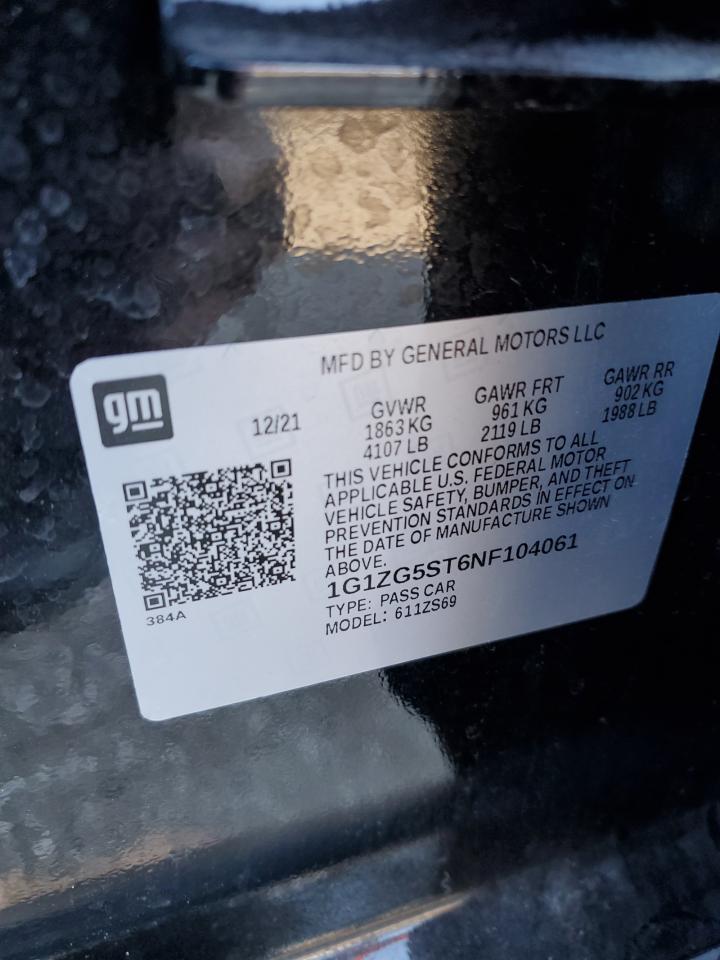 MFD BY GENERAL MOTORS LLC
gm
12/21
GVWR
1863 KG
4107 LB
GAWR FRT
961 KG
2119 LB
GAWR RR
902 KG
1988 LB
THIS VEHICLE CONFORMS TO ALL
APPLICABLE U.S. FEDERAL MOTOR
VEHICLE SAFETY, BUMPER, AND THEFT
PREVENTION STANDARDS IN EFFECT ON
THE DATE OF MANUFACTURE SHOWN
ABOVE.
1G1ZG5ST6NF104061
TYPE: PASS CAR
MODEL: 611ZS69
384A